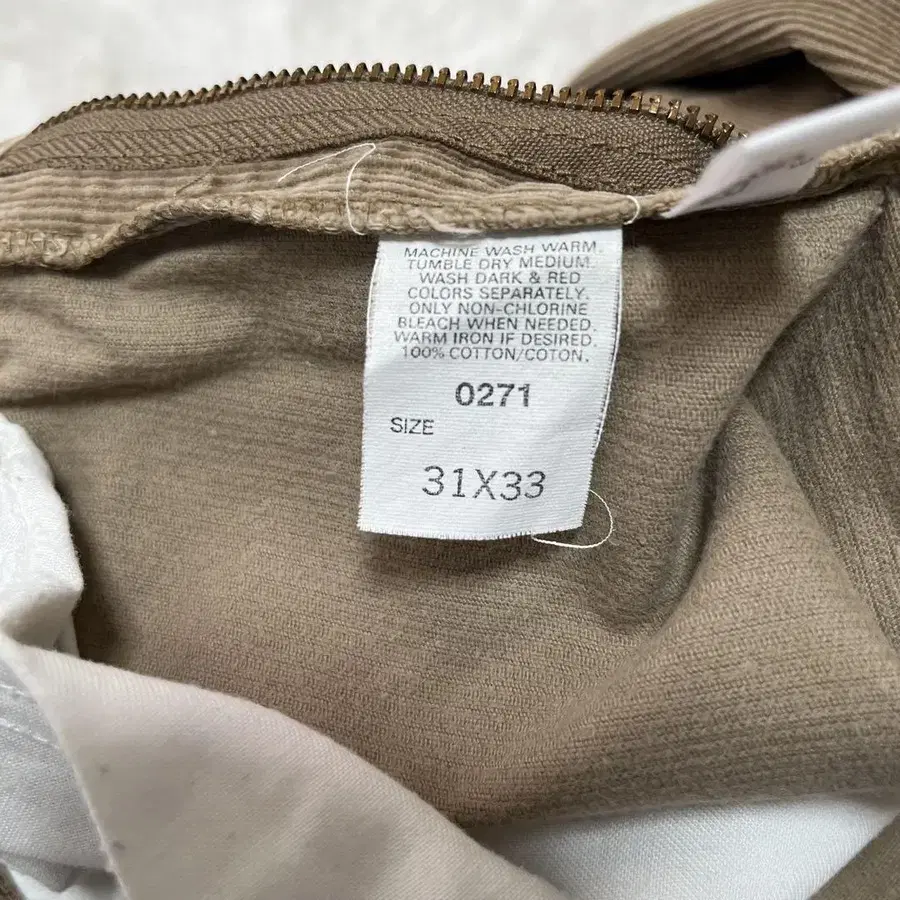 MACHINE WASH WARM.
TUMBLE DRY MEDIUM.
WASH DARK & RED
COLORS SEPARATELY.
ONLY NON-CHLORINE
BLEACH WHEN NEEDED.
WARM IRON IF DESIRED.
100% COTTON/COTON.
0271
SIZE
31X33